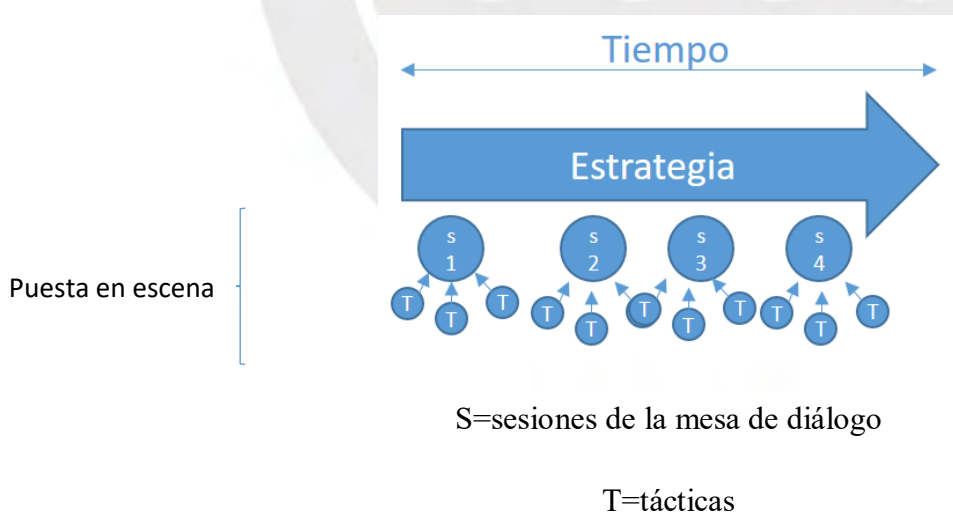 Tiempo
Estrategia
s s s s
1 2 3 4
Puesta en escena
T T T T T T T T T T T T
S=sesiones de la mesa de diálogo
T=tácticas